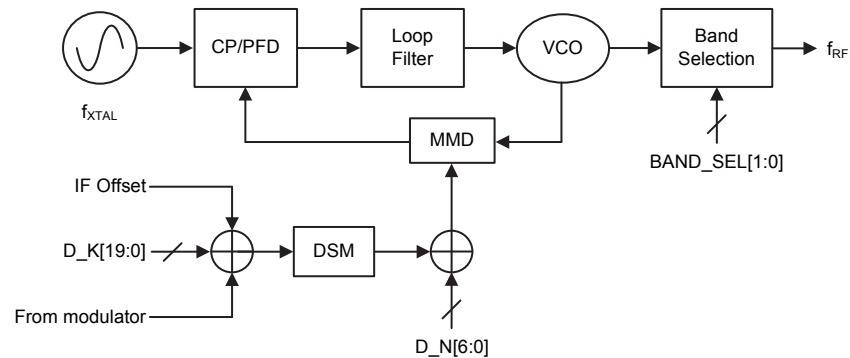 CP/PFD
Loop
Filter
VCO
Band
Selection
fRF
fXTAL
MMD
BAND_SEL[1:0]
IF Offset
D_K[19:0]
DSM
From modulator
D_N[6:0]